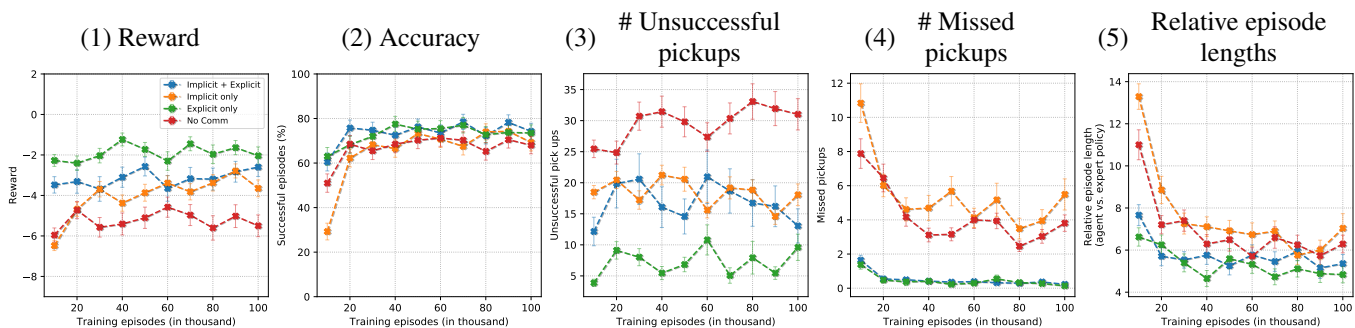 (1) Reward
2
0
−2
−4
−6
−8
Reward
20
40
60
80
100
Training episodes (in thousand)
Implicit + Explicit
Implicit only
Explicit only
No Comm
(2) Accuracy
100
80
60
40
20
0
Successful episodes (%)
20
40
60
80
100
Training episodes (in thousand)
(3) # Unsuccessful
pickups
35
30
25
20
15
10
5
Unsuccessful pick ups
20
40
60
80
100
Training episodes (in thousand)
(4) # Missed
pickups
12
10
8
6
4
2
0
Missed pickups
20
40
60
80
100
Training episodes (in thousand)
(5) Relative episode
lengths
14
12
10
8
6
4
Relative episode length
(agent vs. expert policy)
20
40
60
80
100
Training episodes (in thousand)